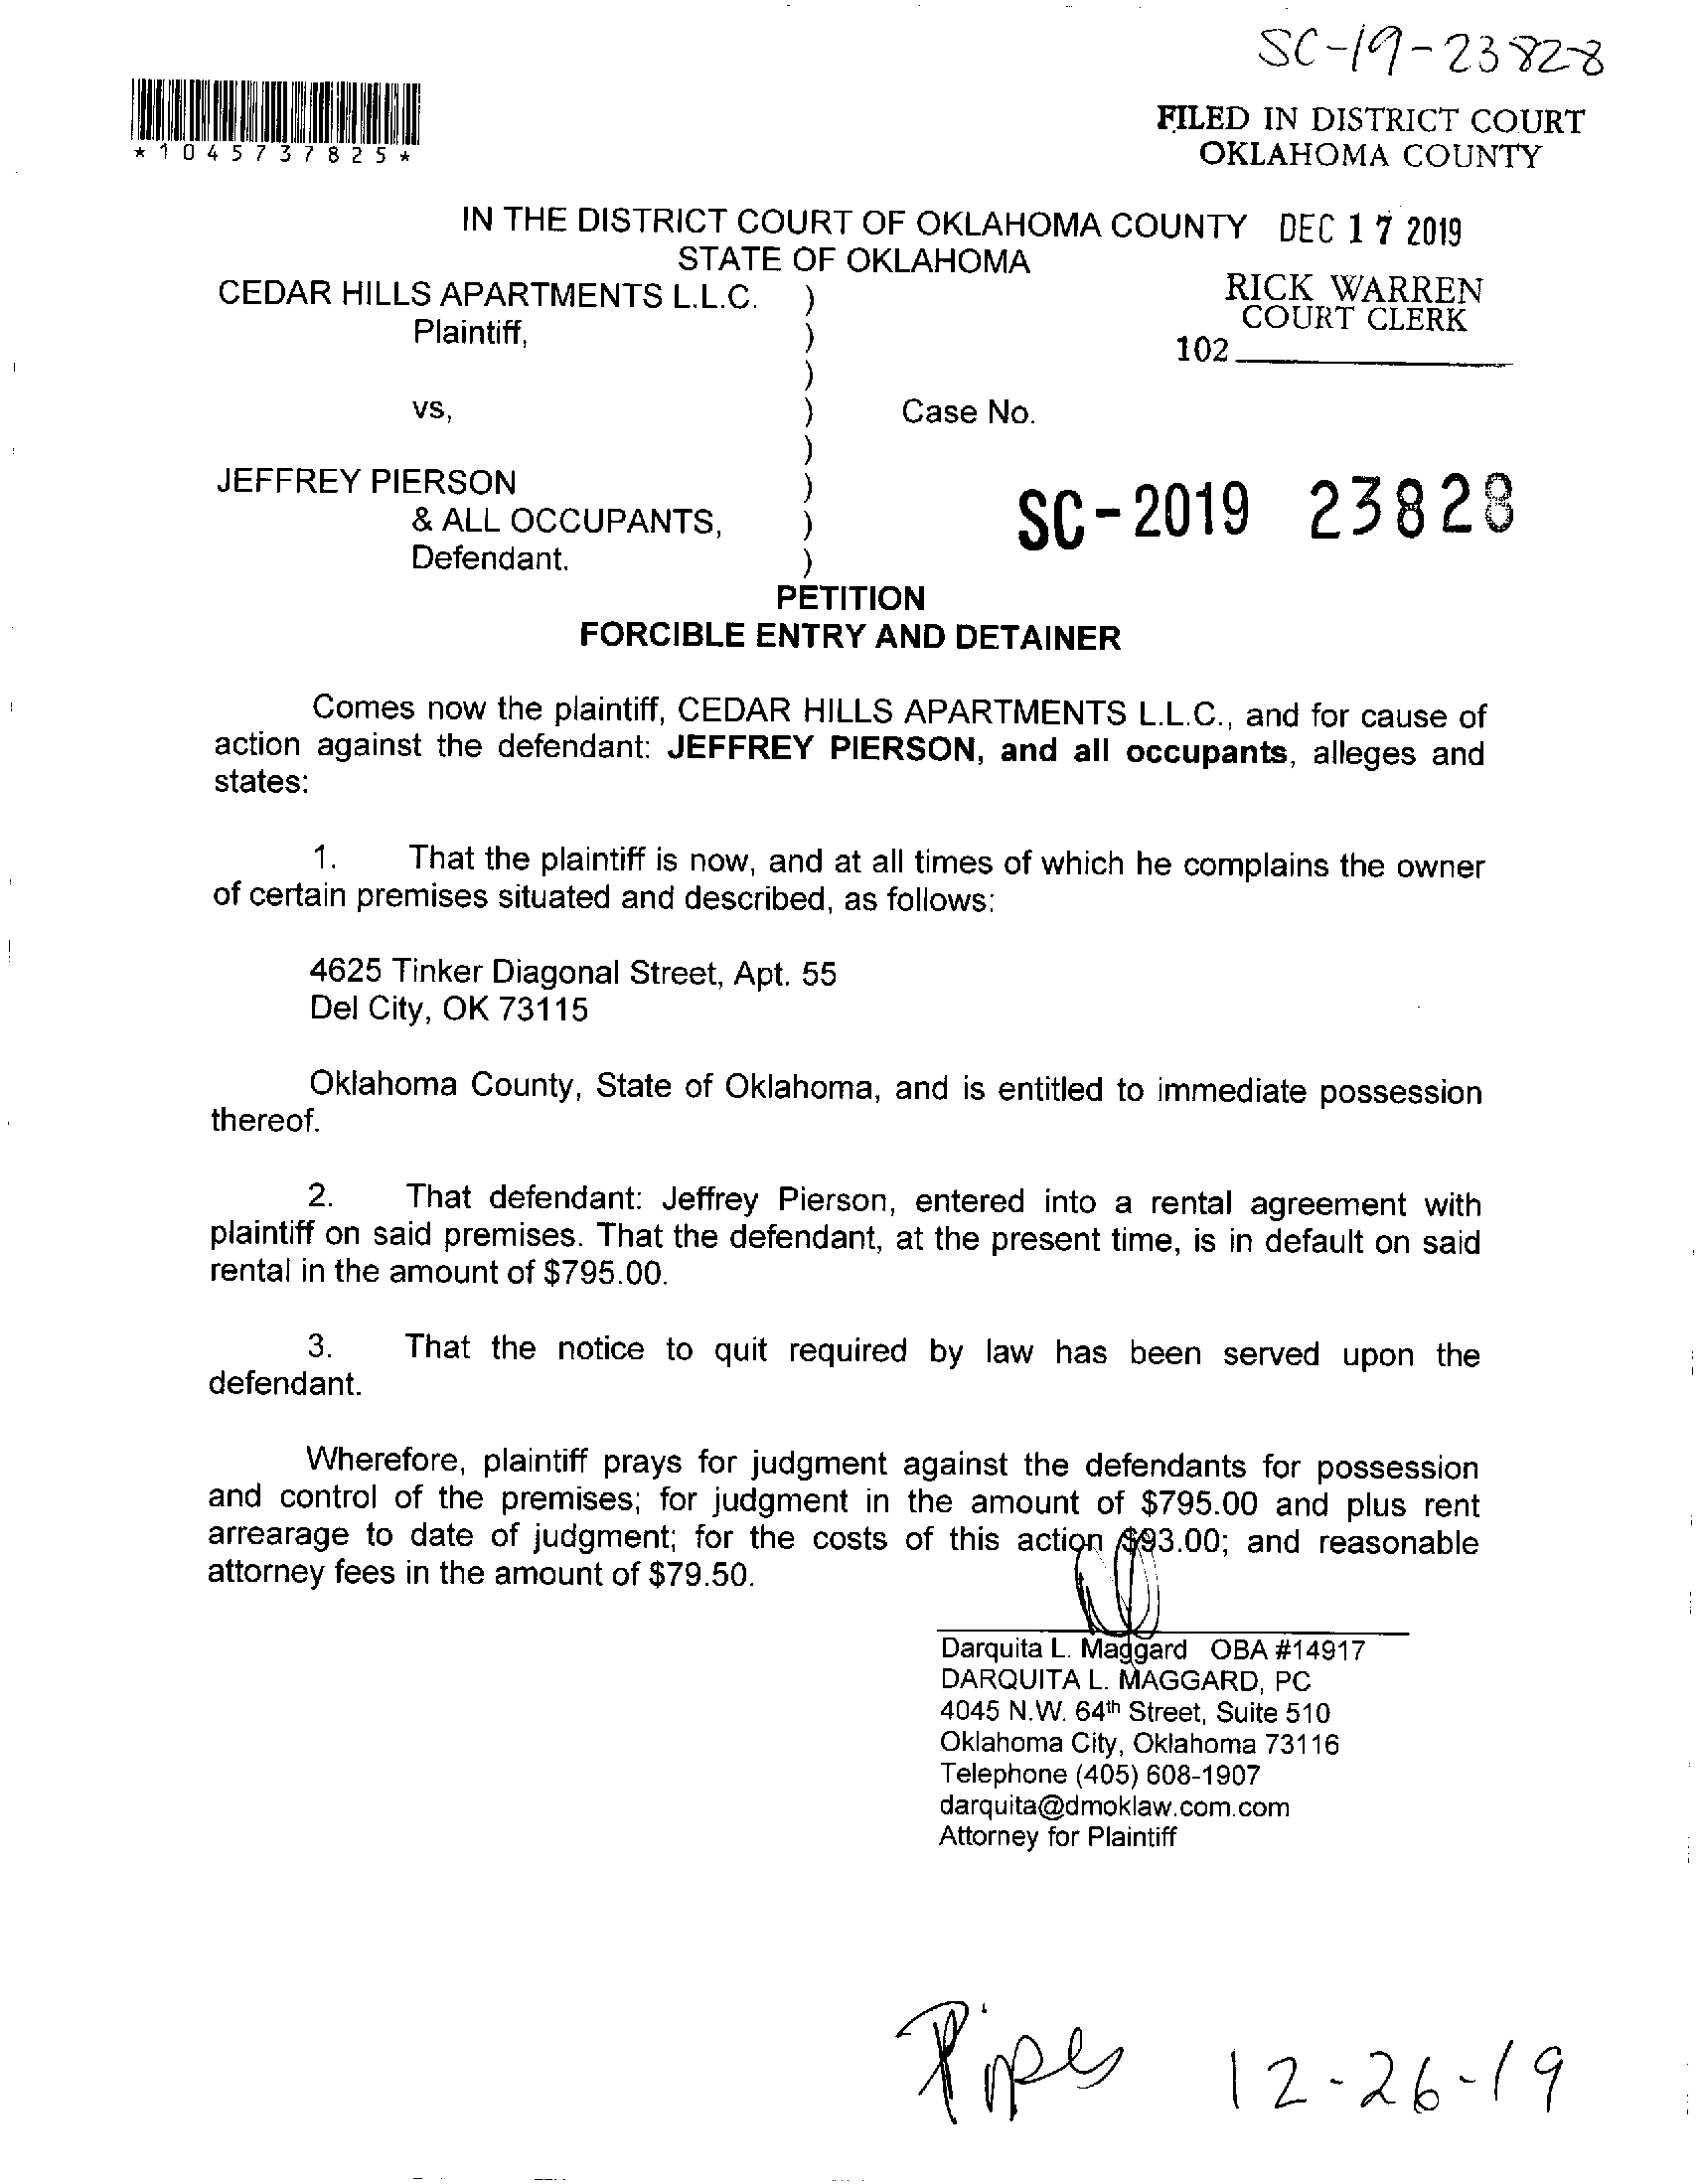 SC-19-23828
*1045737825*
FILED IN DISTRICT COURT
OKLAHOMA COUNTY
IN THE DISTRICT COURT OF OKLAHOMA COUNTY DEC 17 2019
STATE OF OKLAHOMA
CEDAR HILLS APARTMENTS L.L.C. )
RICK WARREN
COURT CLERK
Plaintiff, )
102
)
vs, ) Case No.
)
JEFFREY PIERSON )
SC-2019 23828
& ALL OCCUPANTS, )
Defendant. )
PETITION
FORCIBLE ENTRY AND DETAINER
Comes now the plaintiff, CEDAR HILLS APARTMENTS L.L.C., and for cause of
action against the defendant: JEFFREY PIERSON, and all occupants, alleges and
states:
1. That the plaintiff is now, and at all times of which he complains the owner
of certain premises situated and described, as follows:
4625 Tinker Diagonal Street, Apt. 55
Del City, OK 73115
Oklahoma County, State of Oklahoma, and is entitled to immediate possession
thereof.
2. That defendant: Jeffrey Pierson, entered into a rental agreement with
plaintiff on said premises. That the defendant, at the present time, is in default on said
rental in the amount of $795.00.
3. That the notice to quit required by law has been served upon the
defendant.
Wherefore, plaintiff prays for judgment against the defendants for possession
and control of the premises; for judgment in the amount of $795.00 and plus rent
arrearage to date of judgment; for the costs of this action $93.00; and reasonable
attorney fees in the amount of $79.50.
Darquita L. Maggard OBA #14917
DARQUITA L. MAGGARD, PC
4045 N.W. 64th Street, Suite 510
Oklahoma City, Oklahoma 73116
Telephone (405) 608-1907
darquita@dmoklaw.com.com
Attorney for Plaintiff
Pipes 12-26-19